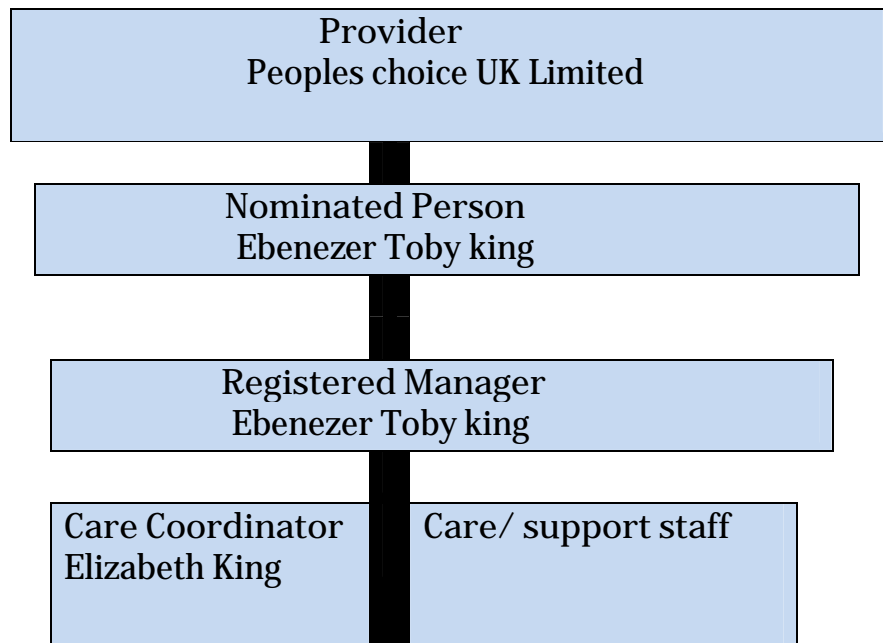 Provider
Peoples choice UK Limited
Nominated Person
Ebenezer Toby king
Registered Manager
Ebenezer Toby king
Care Coordinator
Elizabeth King
Care/ support staff